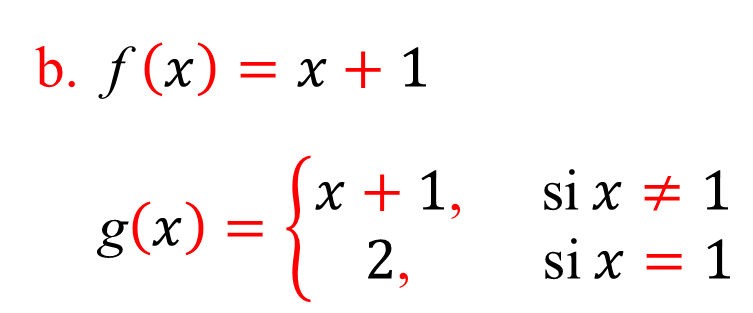 b. f(x) = x + 1
g(x) = { x + 1, si x ≠ 1
2, si x = 1